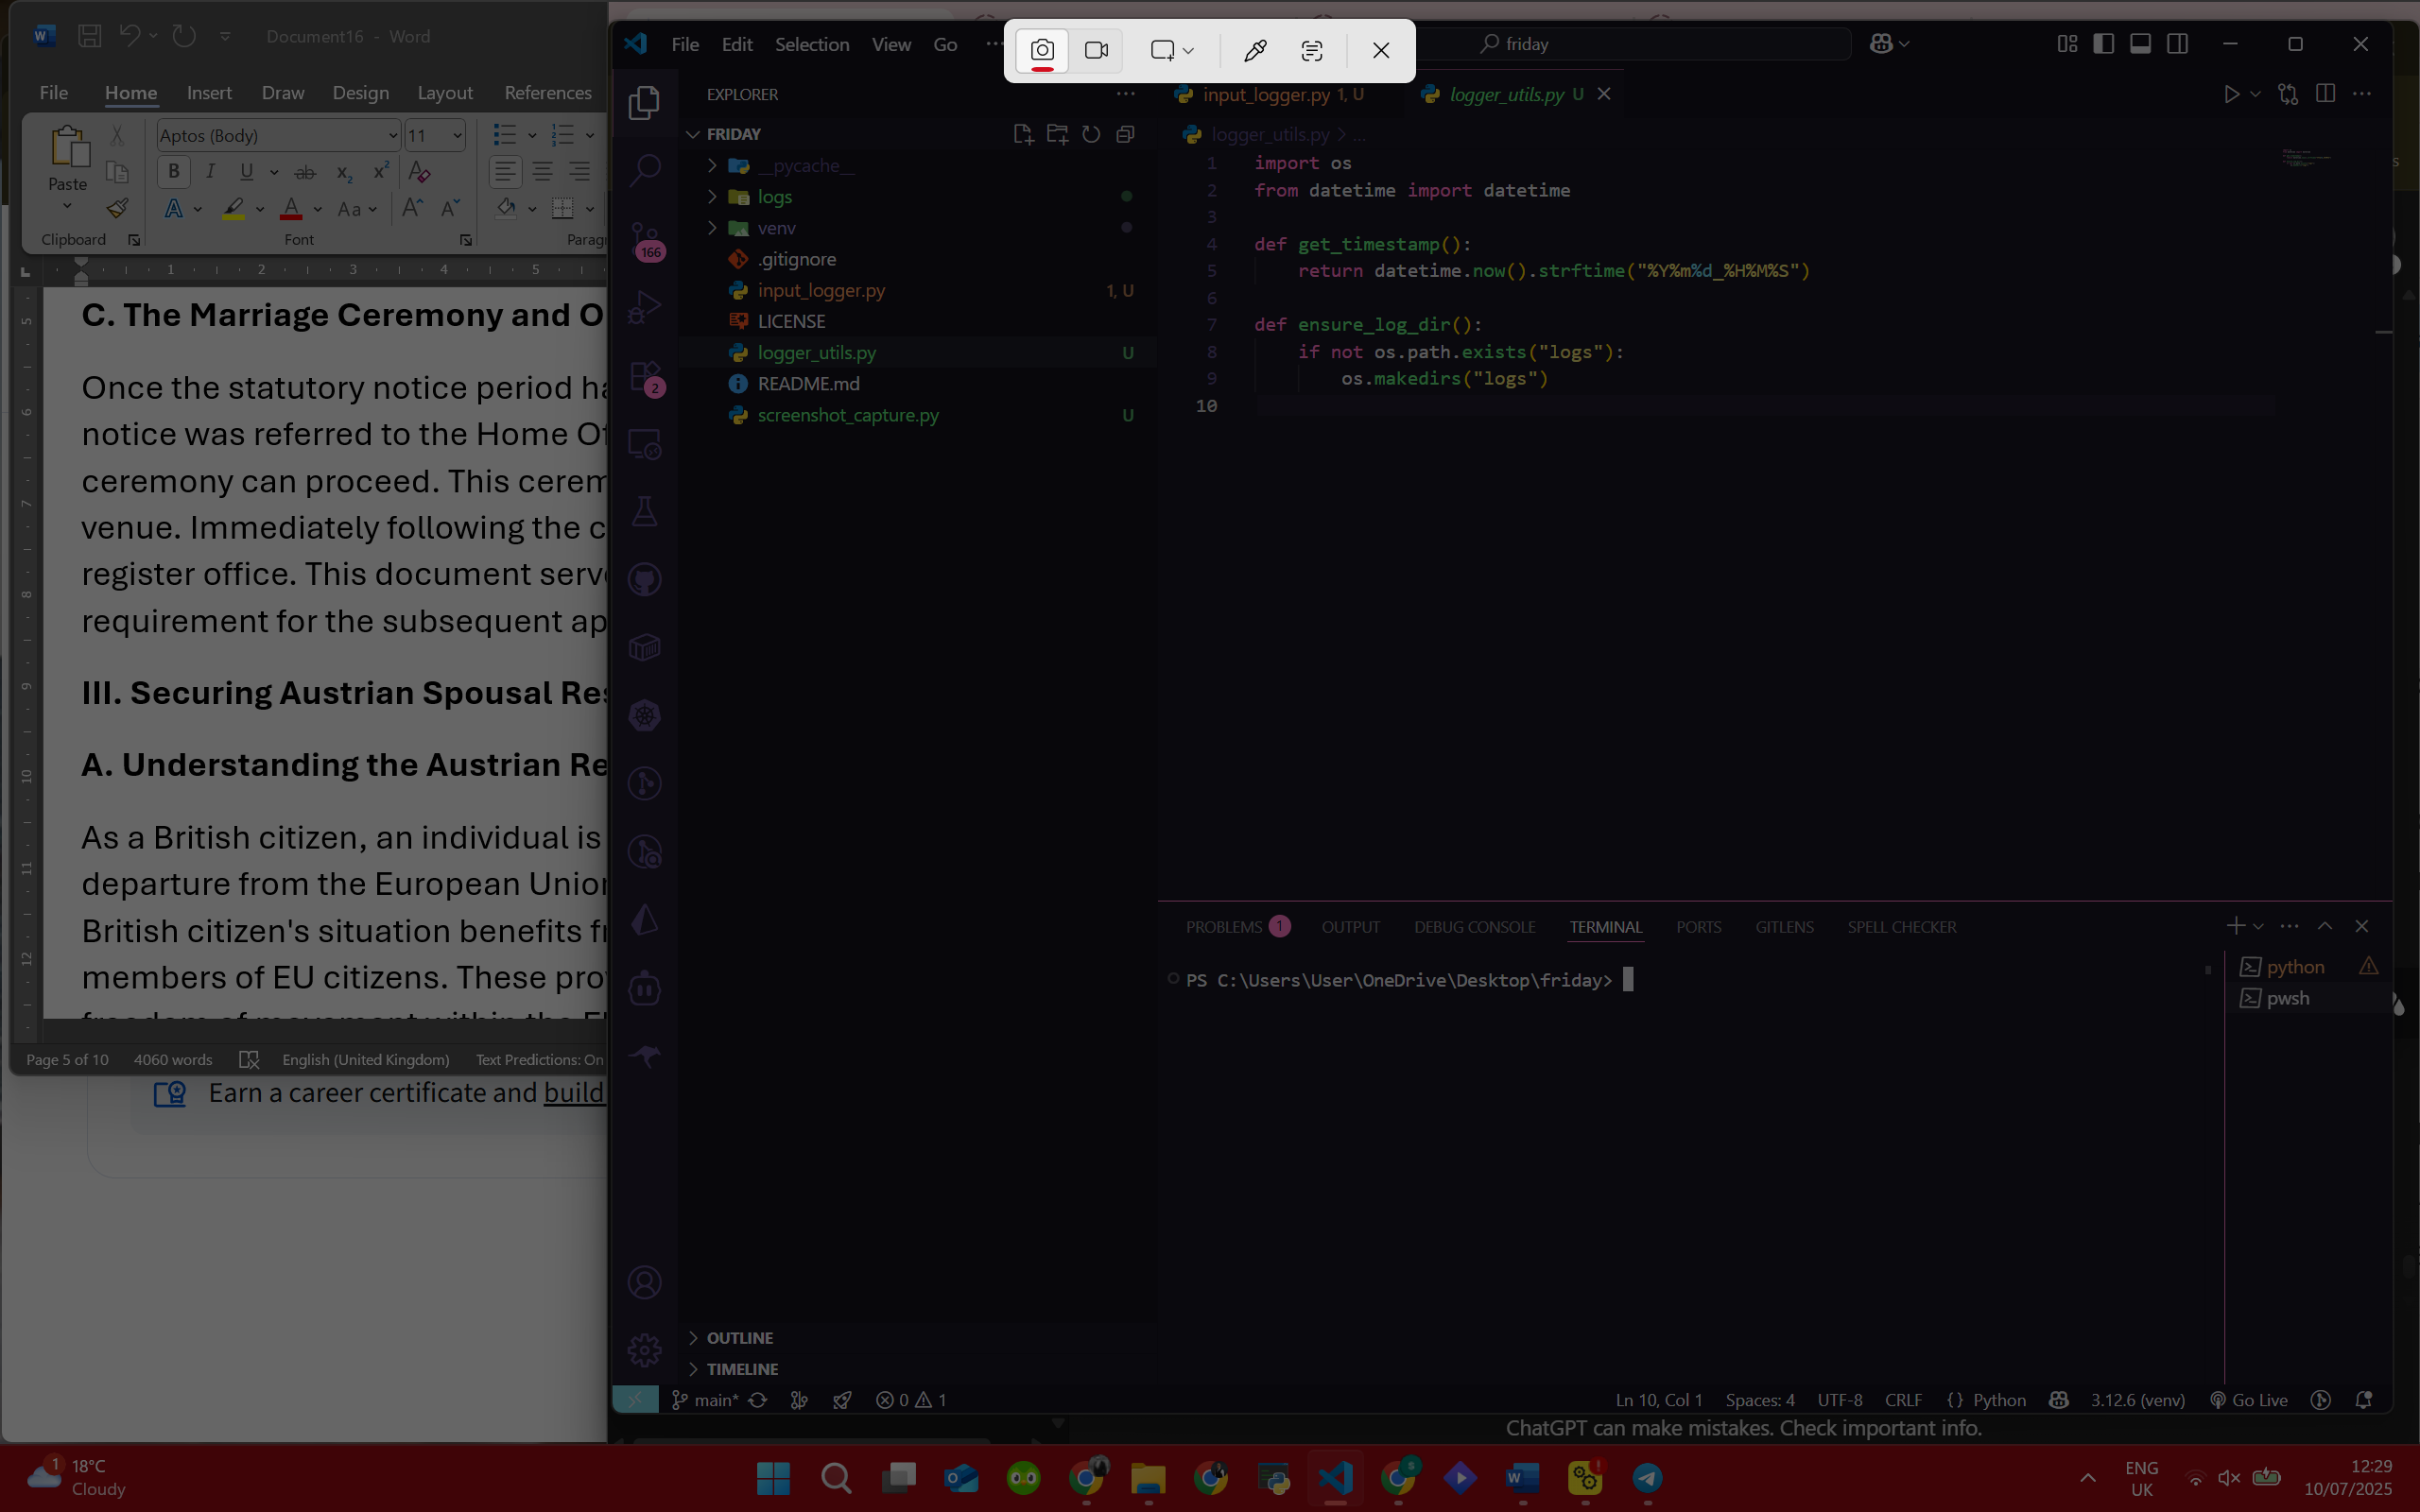 Document16 - Word
File Home Insert Draw Design Layout References
Aptos (Body) 11
Paste
Clipboard
Font
C. The Marriage Ceremony and O
Once the statutory notice period ha
notice was referred to the Home Of
ceremony can proceed. This cerem
venue. Immediately following the c
register office. This document serve
requirement for the subsequent ap
III. Securing Austrian Spousal Res
A. Understanding the Austrian Re
As a British citizen, an individual is
departure from the European Union
British citizen's situation benefits fr
members of EU citizens. These prov
Page 5 of 10 4060 words English (United Kingdom) Text Predictions: On
Earn a career certificate and build
File Edit Selection View Go ···
friday
EXPLORER
FRIDAY
__pycache__
logs
venv
.gitignore
input_logger.py 1, U
LICENSE
logger_utils.py U
README.md
screenshot_capture.py U
166
2
OUTLINE
TIMELINE
input_logger.py 1, U
logger_utils.py U
logger_utils.py > ...
1 import os
2 from datetime import datetime
3
4 def get_timestamp():
5 return datetime.now().strftime("%Y%m%d_%H%M%S")
6
7 def ensure_log_dir():
8 if not os.path.exists("logs"):
9 os.makedirs("logs")
10
PROBLEMS 1 OUTPUT DEBUG CONSOLE TERMINAL PORTS GITLENS SPELL CHECKER
PS C:\Users\User\OneDrive\Desktop\friday>
python
pwsh
main* 0 1
Ln 10, Col 1 Spaces: 4 UTF-8 CRLF {} Python 3.12.6 (venv) Go Live
ChatGPT can make mistakes. Check important info.
1
18°C
Cloudy
ENG
UK
12:29
10/07/2025